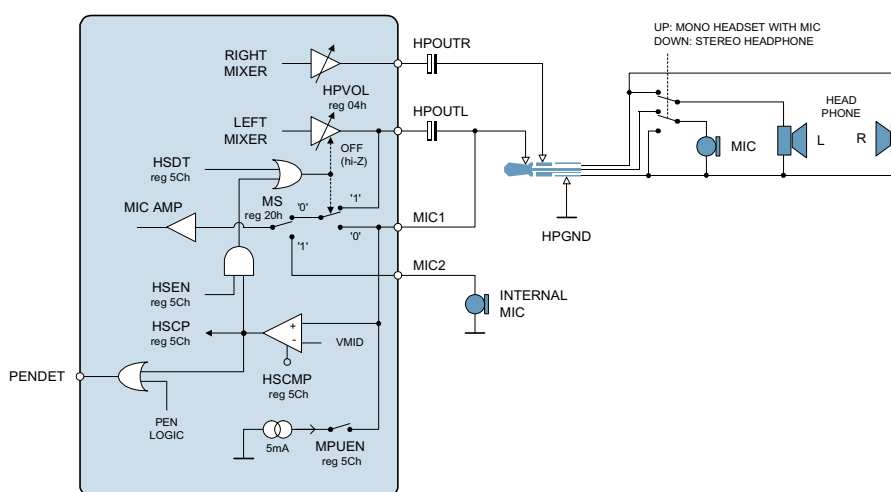 UP: MONO HEADSET WITH MIC
DOWN: STEREO HEADPHONE
RIGHT
MIXER
HPOUTR
HPVOL
reg 04h
LEFT
MIXER
HPOUTL
OFF
(hi-Z)
HEAD
PHONE
L
R
MIC
HSDT
reg 5Ch
MS
reg 20h
'0'
'1'
MIC AMP
MIC1
HPGND
'1'
'0'
MIC2
HSEN
reg 5Ch
INTERNAL
MIC
HSCP
reg 5Ch
+
-
VMID
PENDET
HSCMP
reg 5Ch
PEN
LOGIC
5mA
MPUEN
reg 5Ch